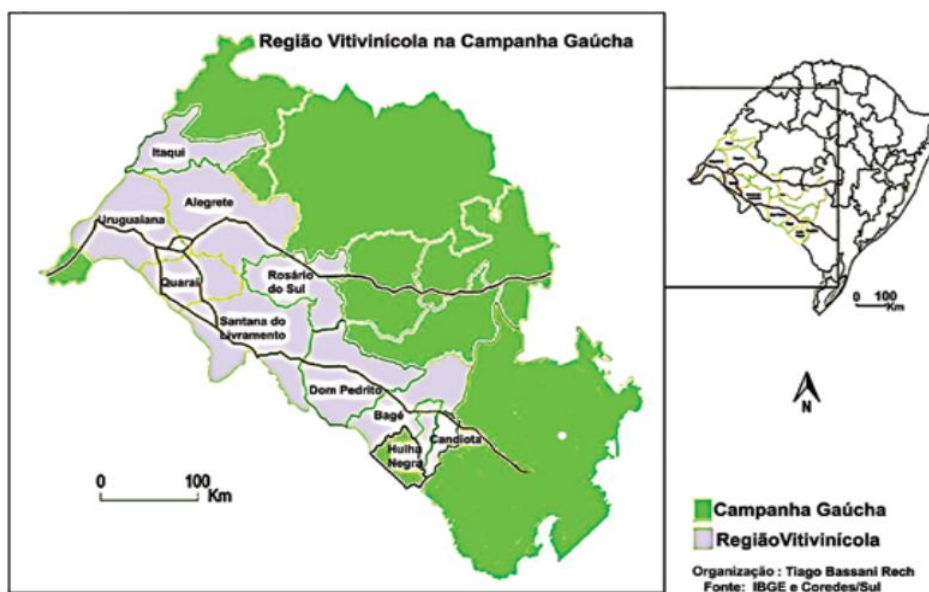 Região Vitivinícola na Campanha Gaúcha
Itaqui
Alegrete
Uruguaiana
Quaraí
Rosário
do Sul
Santana do
Livramento
Dom Pedrito
Bagé
Candiota
Hulha
Negra
0 100
Km
0 100
Km
N
Campanha Gaúcha
RegiãoVitivinícola
Organização : Tiago Bassani Rech
Fonte: IBGE e Coredes/Sul